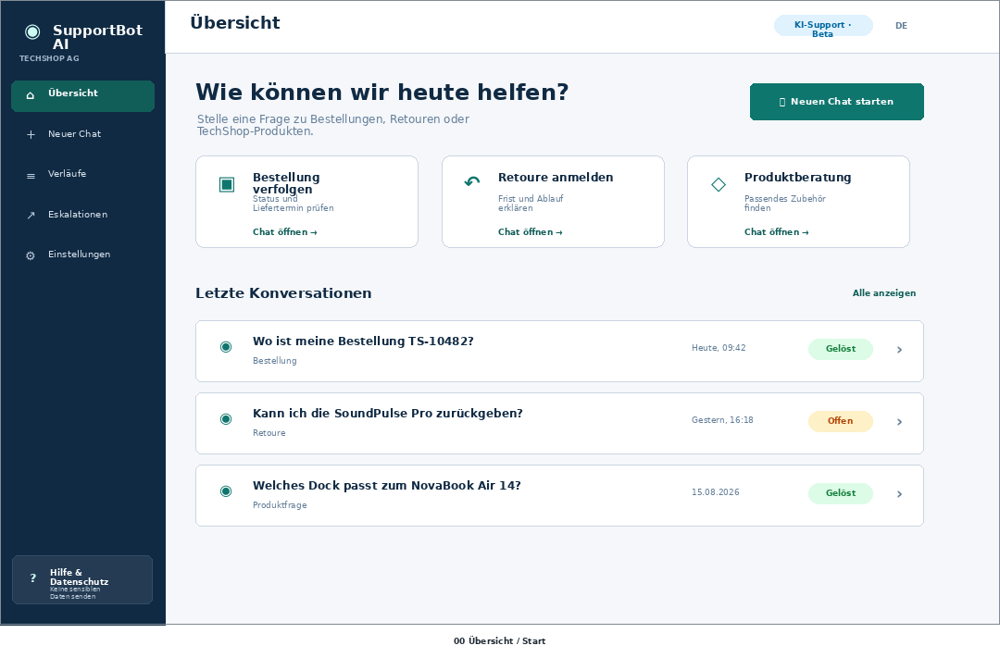 SupportBot
AI
TECHSHOP AG
Übersicht
Neuer Chat
Verläufe
Eskalationen
Einstellungen
?
Hilfe &
Datenschutz
Keine sensiblen
Daten senden
Übersicht
KI-Support ·
Beta
DE
Wie können wir heute helfen?
Stelle eine Frage zu Bestellungen, Retouren oder
TechShop-Produkten.
Neuen Chat starten
Bestellung
verfolgen
Status und
Liefertermin prüfen
Chat öffnen →
Retoure anmelden
Frist und Ablauf
erklären
Chat öffnen →
Produktberatung
Passendes Zubehör
finden
Chat öffnen →
Letzte Konversationen
Alle anzeigen
Wo ist meine Bestellung TS-10482?
Bestellung
Heute, 09:42
Gelöst
Kann ich die SoundPulse Pro zurückgeben?
Retoure
Gestern, 16:18
Offen
Welches Dock passt zum NovaBook Air 14?
Produktfrage
15.08.2026
Gelöst
00 Übersicht / Start